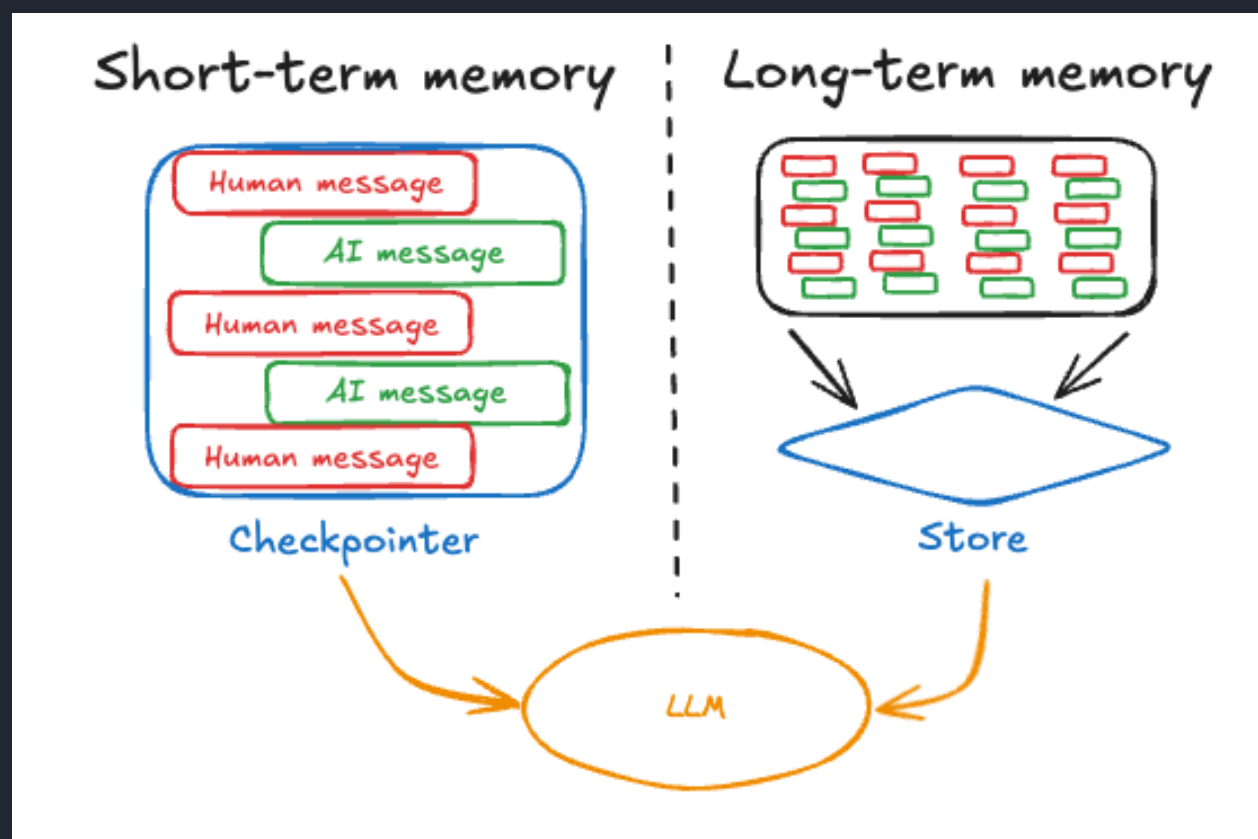 Short-term memory
Human message
AI message
Human message
AI message
Human message
Checkpointer
Long-term memory
Store
LLM